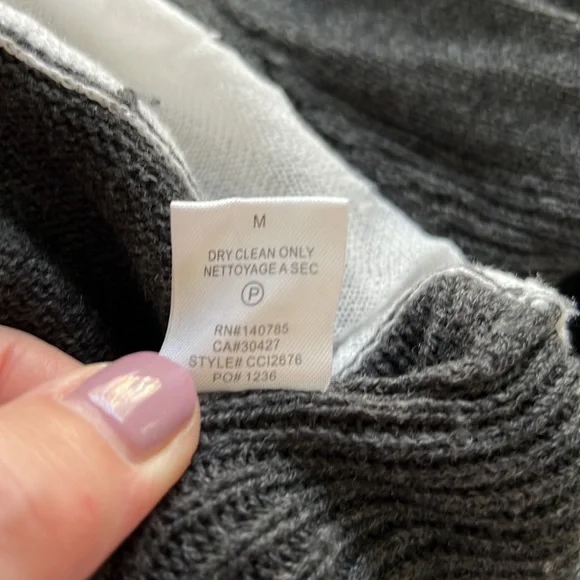 M
DRY CLEAN ONLY
NETTOYAGE A SEC
P
RN#140785
CA#30427
STYLE# CCI2676
PO# 1236